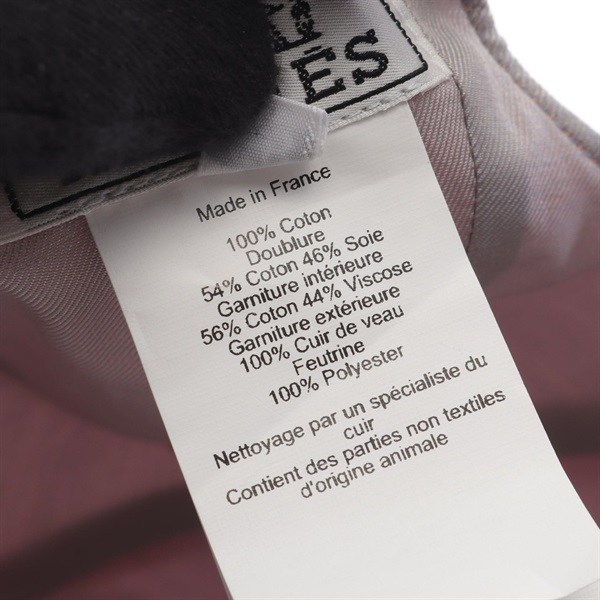 ES
Made in France
100% Coton
Doublure
54% Coton 46% Soie
Garniture intérieure
56% Coton 44% Viscose
Garniture extérieure
100% Cuir de veau
Feutrine
100% Polyester
Nettoyage par un spécialiste du
cuir
Contient des parties non textiles
d'origine animale